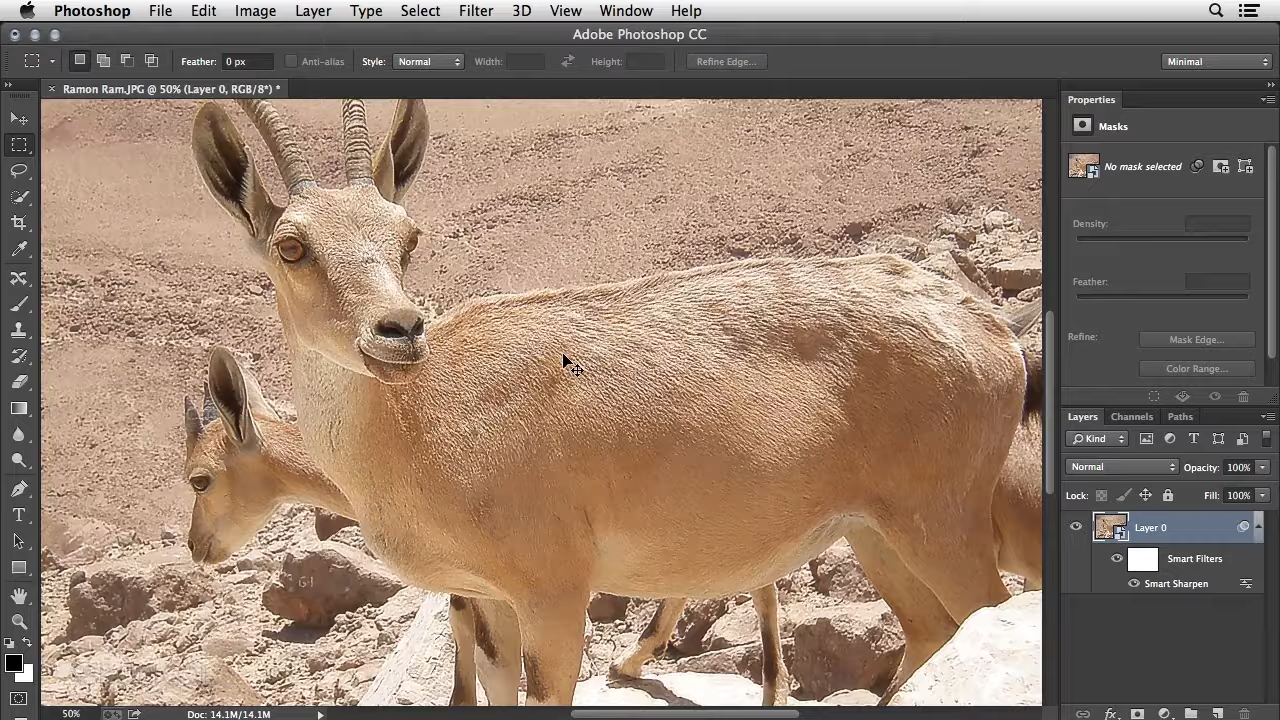 Photoshop File Edit Image Layer Type Select Filter 3D View Window Help
Adobe Photoshop CC
Feather: 0 px Anti-alias Style: Normal Width: Height: Refine Edge... Minimal
× Ramon Ram.JPG @ 50% (Layer 0, RGB/8*) *
Properties
Masks
No mask selected
Density:
Feather:
Refine: Mask Edge...
Color Range...
Layers Channels Paths
Kind
Normal Opacity: 100%
Lock: Fill: 100%
Layer 0
Smart Filters
Smart Sharpen
50% Doc: 14.1M/14.1M
fx